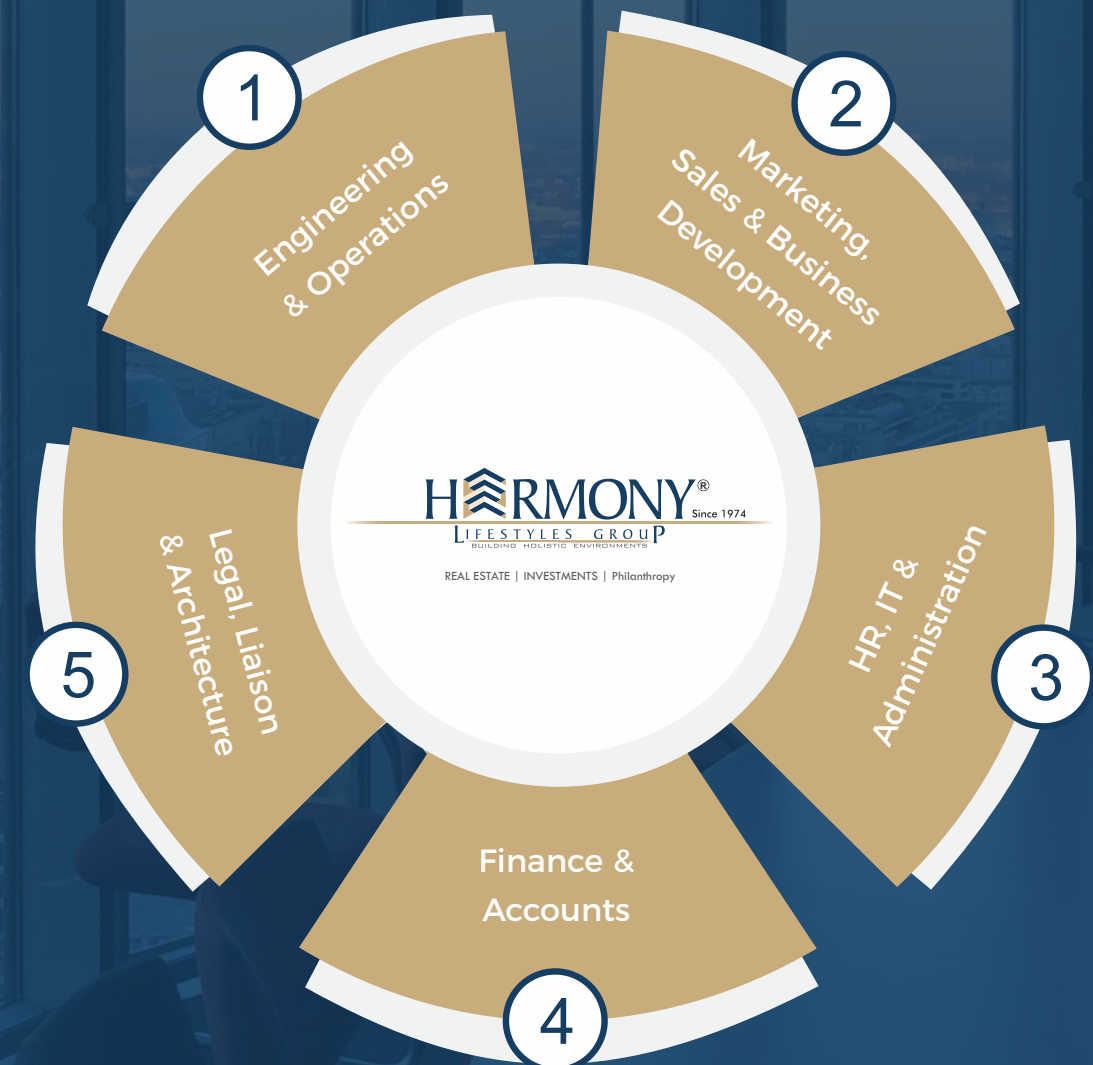 1
Engineering
& Operations
2
Marketing,
Sales & Business
Development
3
HR, IT &
Administration
4
Finance &
Accounts
5
Legal, Liaison
& Architecture
HARMONY®
Since 1974
LIFESTYLES GROUP
BUILDING HOLISTIC ENVIRONMENTS
REAL ESTATE | INVESTMENTS | Philanthropy